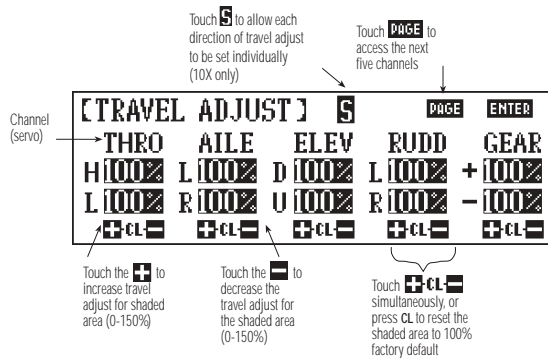 Touch S to allow each
direction of travel adjust
to be set individually
(10X only)
Touch PAGE to
access the next
five channels
Channel
(servo)
[TRAVEL ADJUST] S PAGE ENTER
THRO AILE ELEV RUDD GEAR
H 100% L 100% D 100% L 100% + 100%
L 100% R 100% U 100% R 100% - 100%
+CL- +CL- +CL- +CL- +CL-
Touch the + to
increase travel
adjust for shaded
area (0-150%)
Touch the - to
decrease the
travel adjust for
the shaded area
(0-150%)
Touch +CL-
simultaneously, or
press CL to reset the
shaded area to 100%
factory default